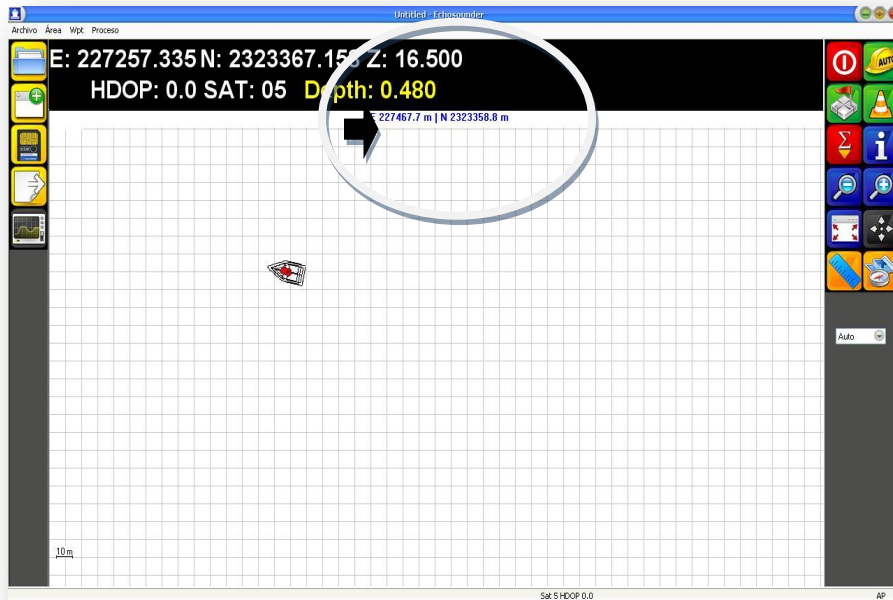 Untitled - Echosounder
Archivo Área Wpt Proceso
E: 227257.335 N: 2323367.153 Z: 16.500
HDOP: 0.0 SAT: 05 Depth: 0.480
E 227467.7 m | N 2323358.8 m
AUTO
Σ
i
Auto
10 m
Sat 5 HDOP 0.0
AP